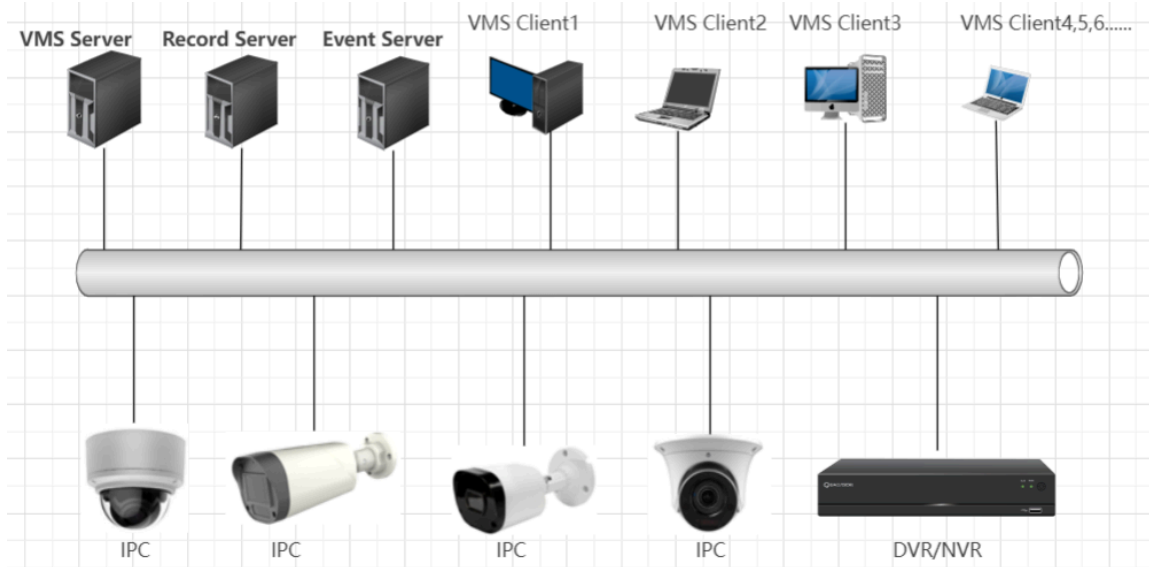 VMS Server
Record Server
Event Server
VMS Client1
VMS Client2
VMS Client3
VMS Client4,5,6......
IPC
IPC
IPC
IPC
DVR/NVR